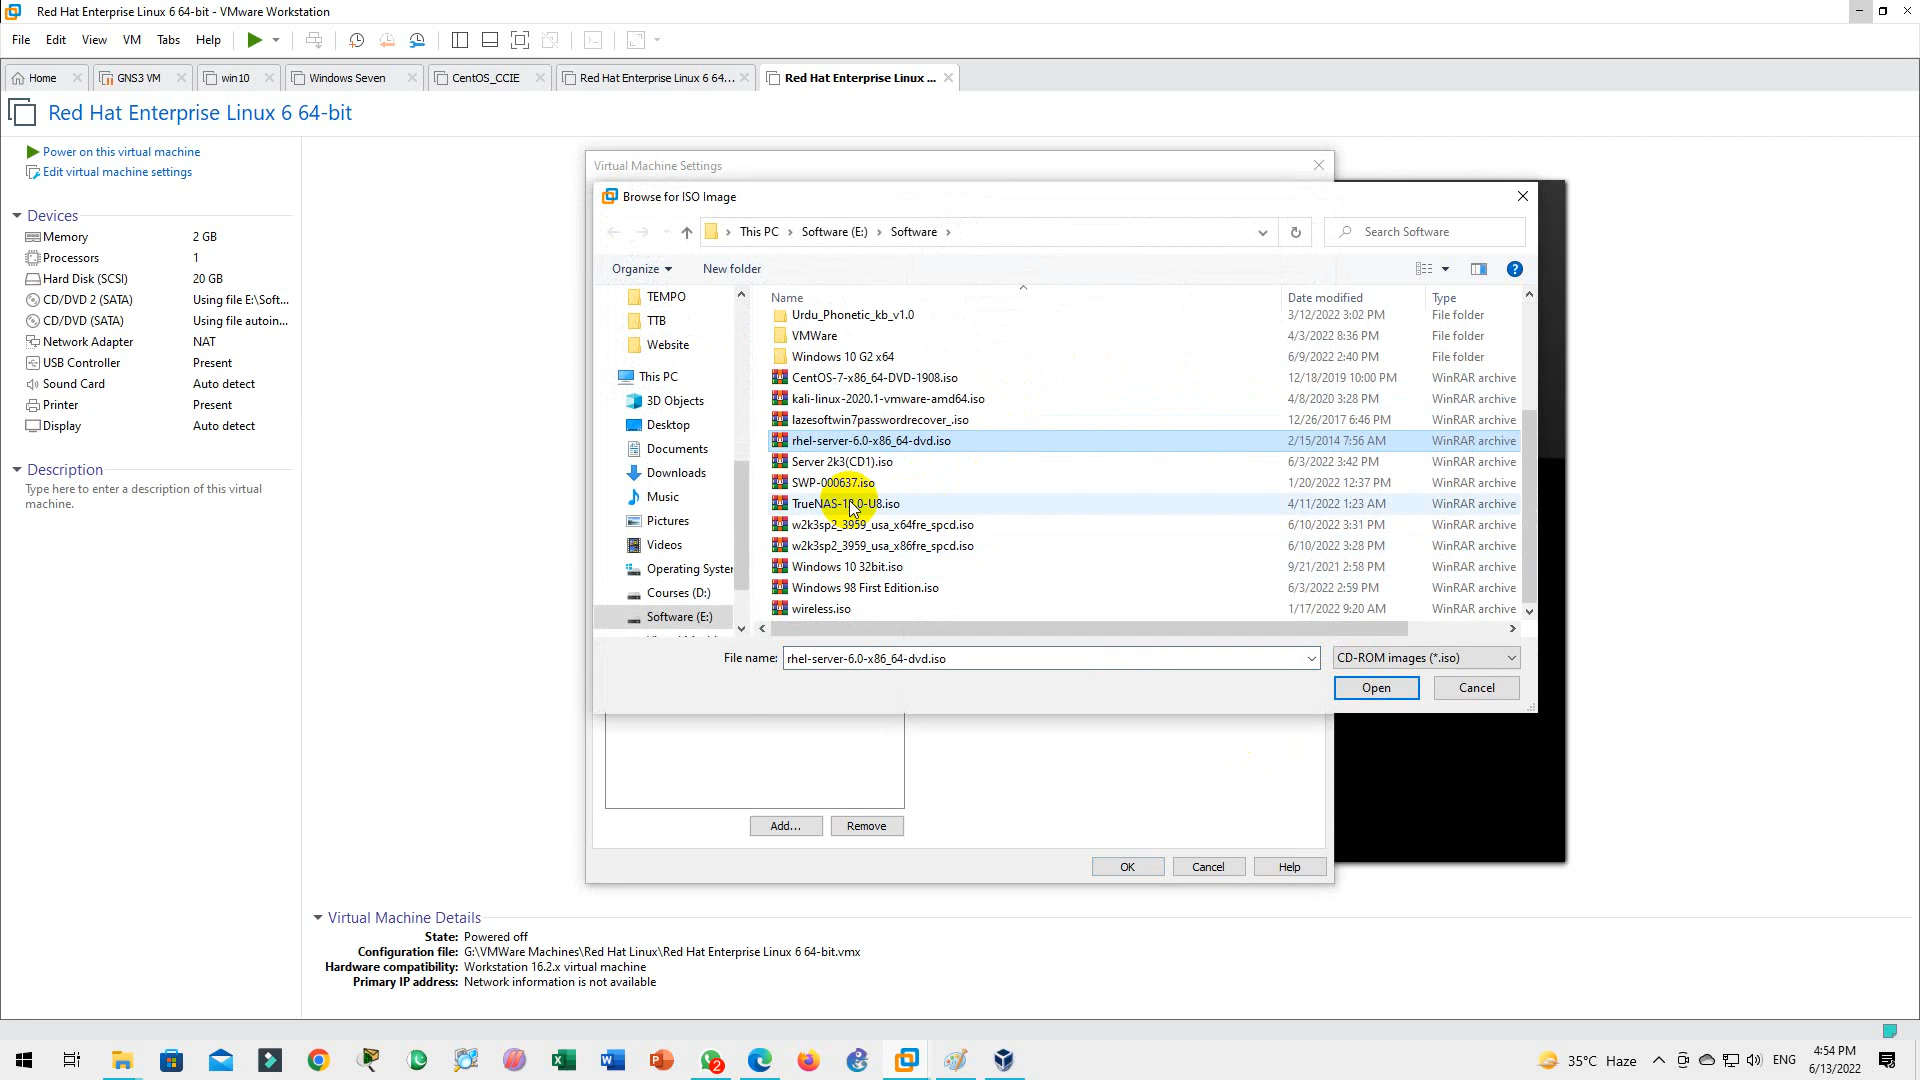 Red Hat Enterprise Linux 6 64-bit - VMware Workstation
File Edit View VM Tabs Help
Home GNS3 VM win10 Windows Seven CentOS_CCIE Red Hat Enterprise Linux 6 64... Red Hat Enterprise Linux ...
Red Hat Enterprise Linux 6 64-bit
Power on this virtual machine
Edit virtual machine settings
Devices
Memory 2 GB
Processors 1
Hard Disk (SCSI) 20 GB
CD/DVD 2 (SATA) Using file E:\Soft...
CD/DVD (SATA) Using file autoin...
Network Adapter NAT
USB Controller Present
Sound Card Auto detect
Printer Present
Display Auto detect
Description
Type here to enter a description of this virtual
machine.
Virtual Machine Settings
Browse for ISO Image
This PC Software (E:) Software
Search Software
Organize New folder
TEMPO
TTB
Website
This PC
3D Objects
Desktop
Documents
Downloads
Music
Pictures
Videos
Operating Syster
Courses (D:)
Software (E:)
Name Date modified Type
Urdu_Phonetic_kb_v1.0 3/12/2022 3:02 PM File folder
VMWare 4/3/2022 8:36 PM File folder
Windows 10 G2 x64 6/9/2022 2:40 PM File folder
CentOS-7-x86_64-DVD-1908.iso 12/18/2019 10:00 PM WinRAR archive
kali-linux-2020.1-vmware-amd64.iso 4/8/2020 3:28 PM WinRAR archive
lazesoftwin7passwordrecover_.iso 12/26/2017 6:46 PM WinRAR archive
rhel-server-6.0-x86_64-dvd.iso 2/15/2014 7:56 AM WinRAR archive
Server 2k3(CD1).iso 6/3/2022 3:42 PM WinRAR archive
SWP-000637.iso 1/20/2022 12:37 PM WinRAR archive
4/11/2022 1:23 AM WinRAR archive
w2k3sp2_3959_usa_x64fre_spcd.iso 6/10/2022 3:31 PM WinRAR archive
w2k3sp2_3959_usa_x86fre_spcd.iso 6/10/2022 3:28 PM WinRAR archive
Windows 10 32bit.iso 9/21/2021 2:58 PM WinRAR archive
Windows 98 First Edition.iso 6/3/2022 2:59 PM WinRAR archive
wireless.iso 1/17/2022 9:20 AM WinRAR archive
File name: rhel-server-6.0-x86_64-dvd.iso CD-ROM images (*.iso)
Open Cancel
Add... Remove
OK Cancel Help
Virtual Machine Details
State: Powered off
Configuration file: G:\VMWare Machines\Red Hat Linux\Red Hat Enterprise Linux 6 64-bit.vmx
Hardware compatibility: Workstation 16.2.x virtual machine
Primary IP address: Network information is not available
2
35°C Haze ENG
4:54 PM
6/13/2022